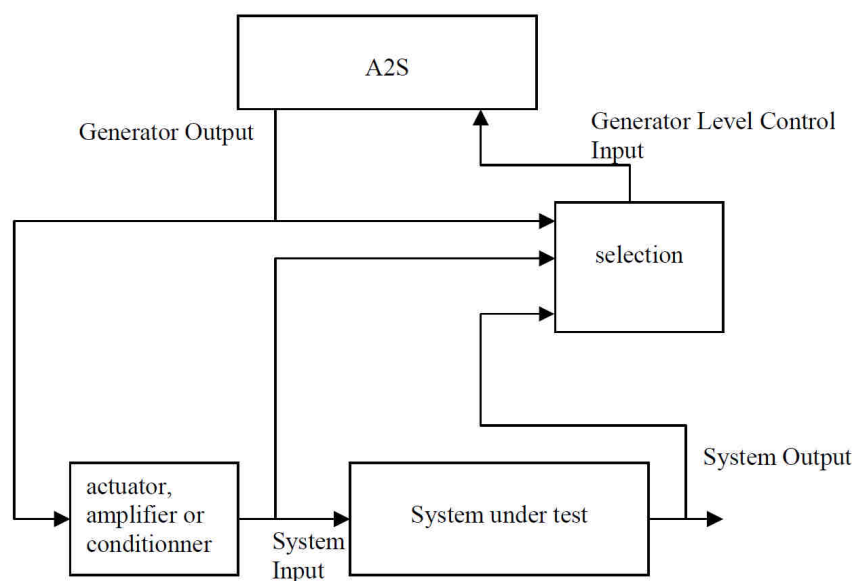 A2S
Generator Output
Generator Level Control
Input
selection
System Output
actuator,
amplifier or
conditionner
System
Input
System under test